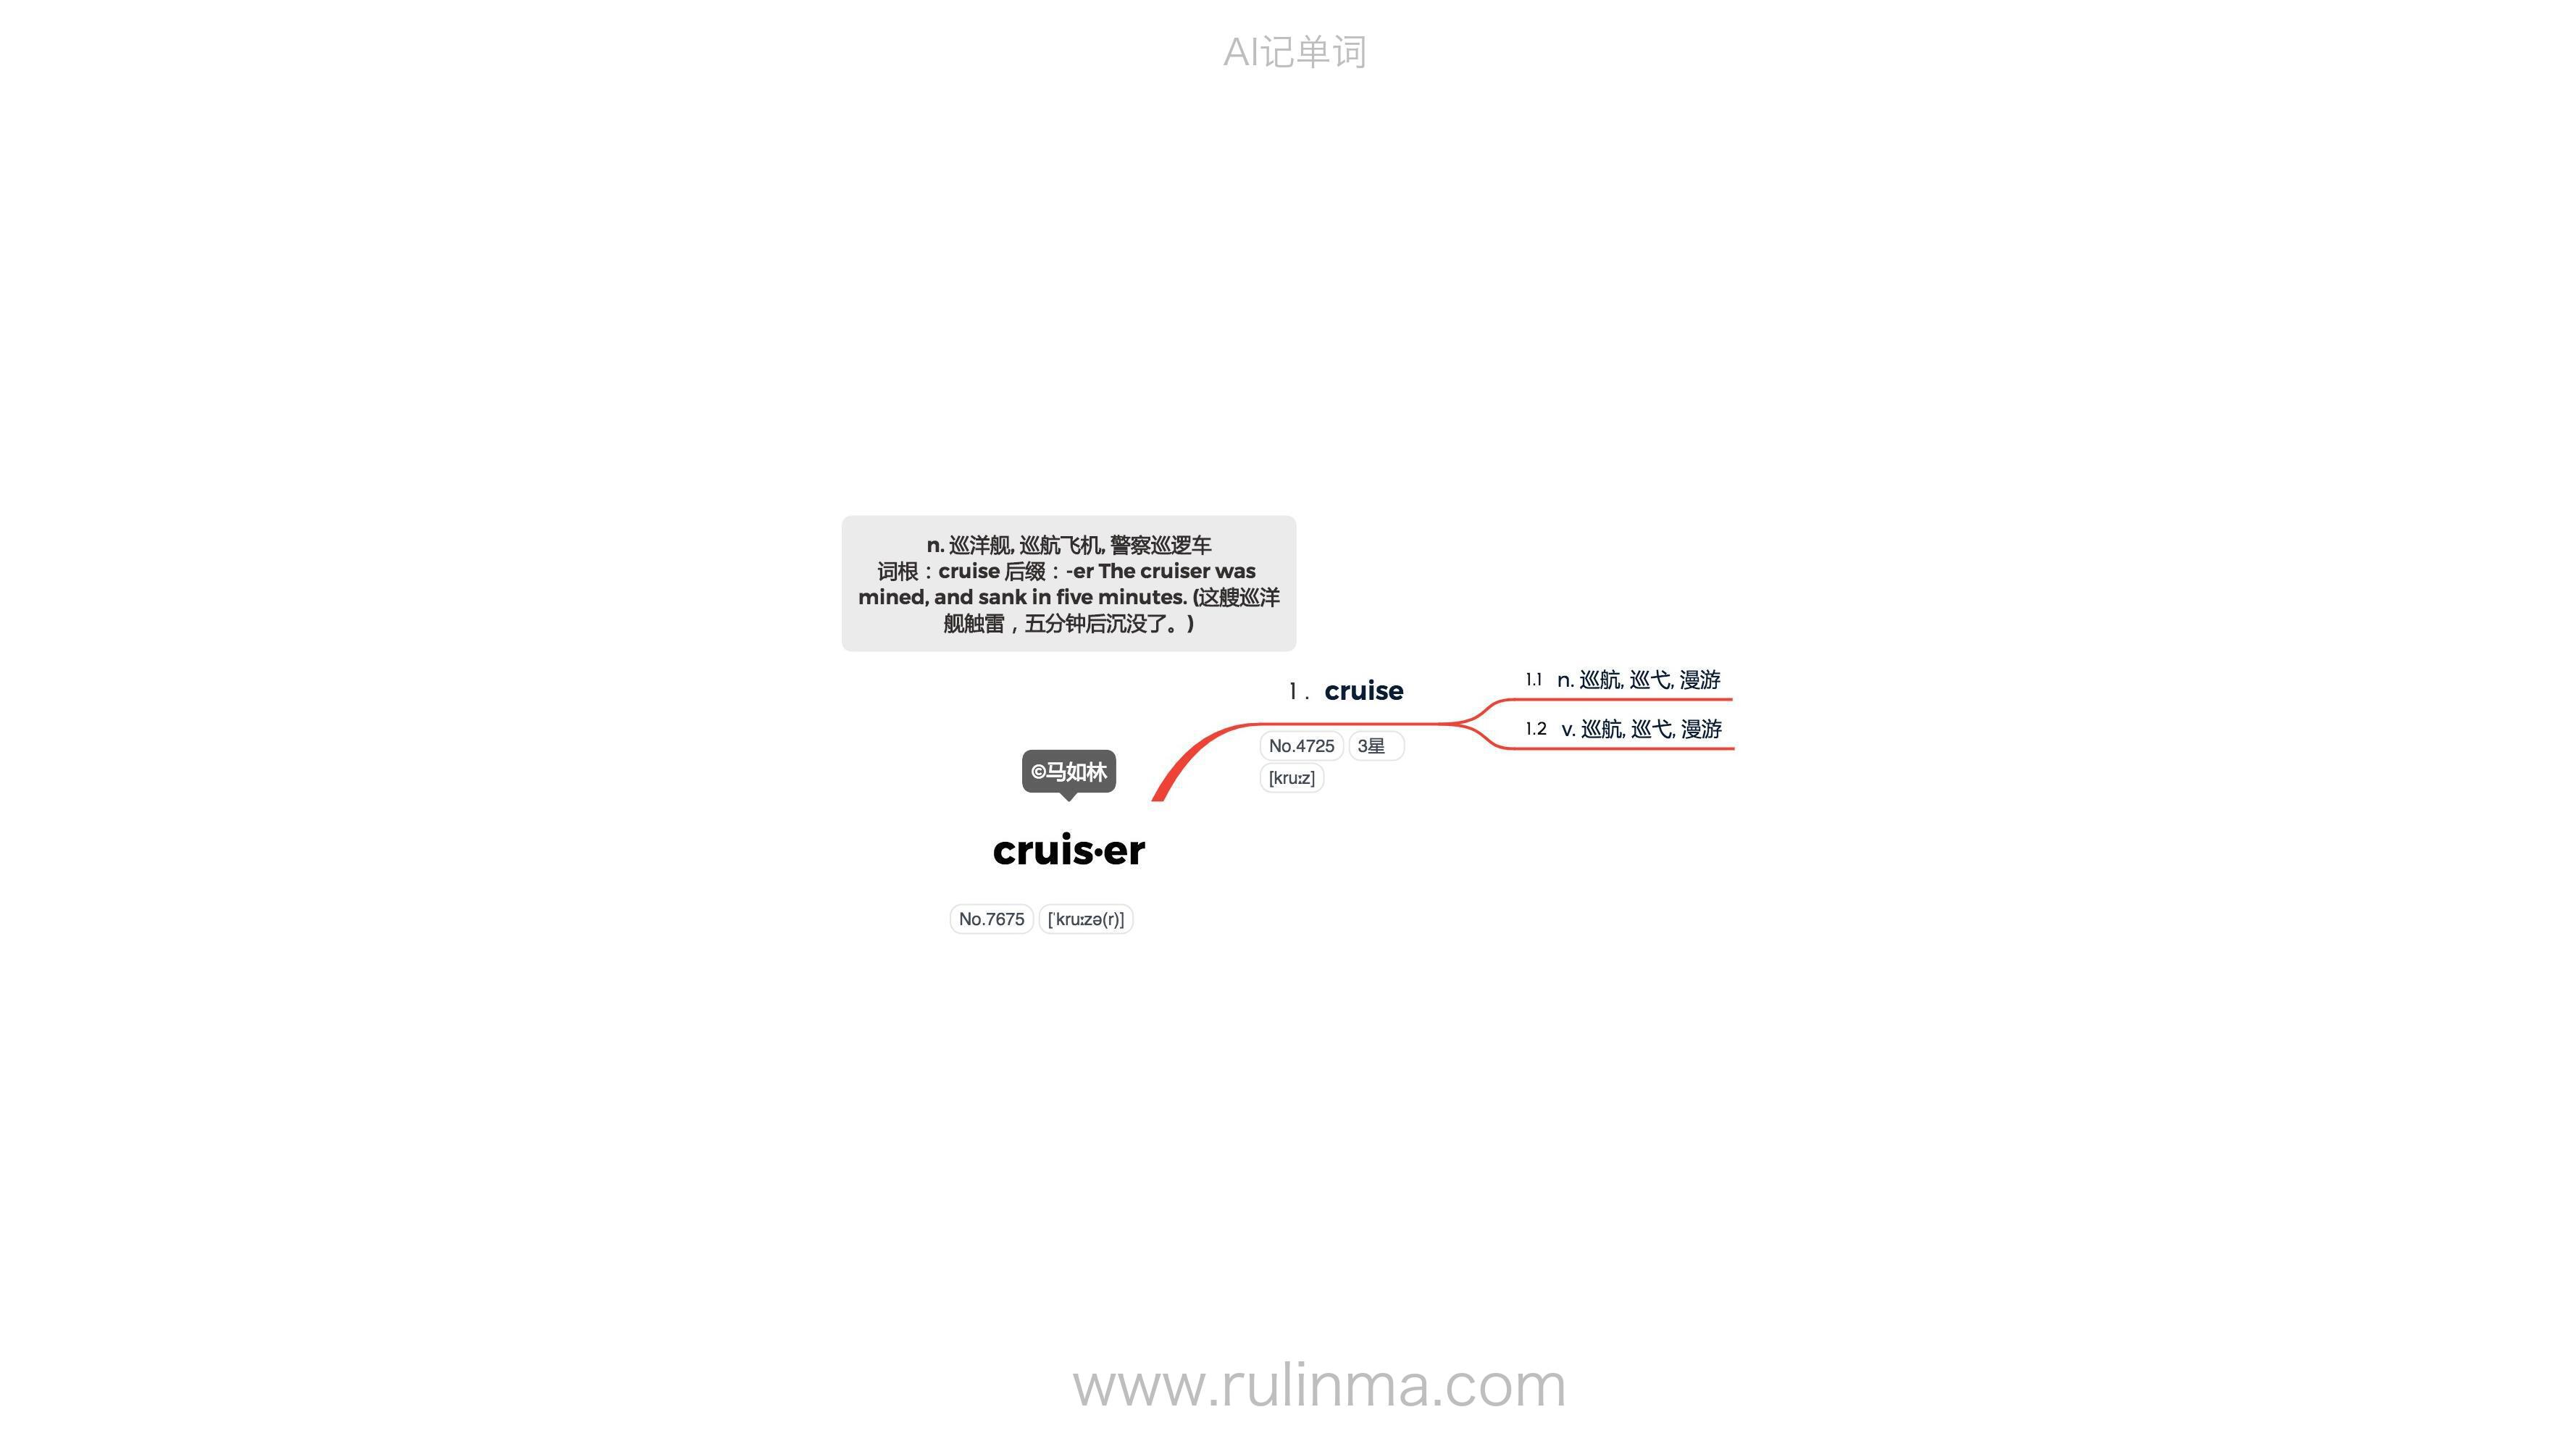 AI记单词
n. 巡洋舰, 巡航飞机, 警察巡逻车
词根：cruise 后缀：-er The cruiser was
mined, and sank in five minutes. (这艘巡洋
舰触雷，五分钟后沉没了。)
1. cruise
No.4725 3星
[kruːz]
1.1 n. 巡航, 巡弋, 漫游
1.2 v. 巡航, 巡弋, 漫游
©马如林
cruis·er
No.7675 [ˈkruːzə(r)]
www.rulinma.com